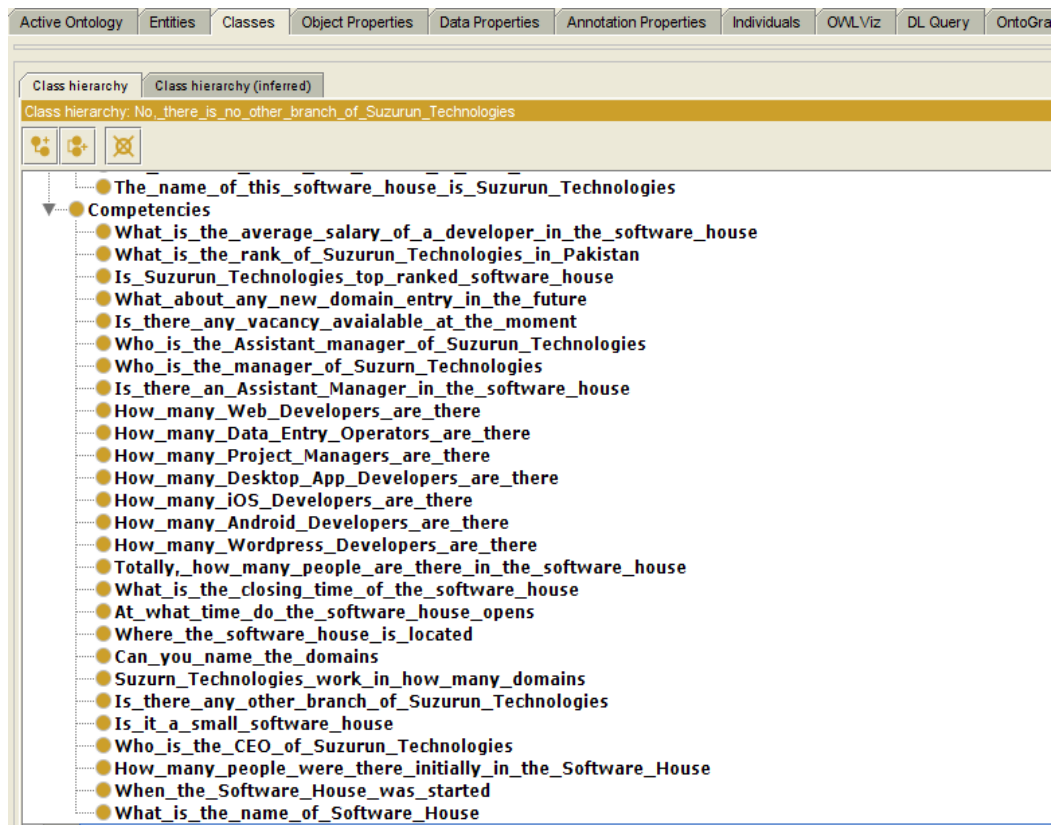 Active Ontology Entities Classes Object Properties Data Properties Annotation Properties Individuals OWLViz DL Query OntoGra
Class hierarchy Class hierarchy (inferred)
Class hierarchy: No,_there_is_no_other_branch_of_Suzurun_Technologies
The_name_of_this_software_house_is_Suzurun_Technologies
Competencies
What_is_the_average_salary_of_a_developer_in_the_software_house
What_is_the_rank_of_Suzurun_Technologies_in_Pakistan
Is_Suzurun_Technologies_top_ranked_software_house
What_about_any_new_domain_entry_in_the_future
Is_there_any_vacancy_avaialable_at_the_moment
Who_is_the_Assistant_manager_of_Suzurun_Technologies
Who_is_the_manager_of_Suzurn_Technologies
Is_there_an_Assistant_Manager_in_the_software_house
How_many_Web_Developers_are_there
How_many_Data_Entry_Operators_are_there
How_many_Project_Managers_are_there
How_many_Desktop_App_Developers_are_there
How_many_iOS_Developers_are_there
How_many_Android_Developers_are_there
How_many_Wordpress_Developers_are_there
Totally,_how_many_people_are_there_in_the_software_house
What_is_the_closing_time_of_the_software_house
At_what_time_do_the_software_house_opens
Where_the_software_house_is_located
Can_you_name_the_domains
Suzurn_Technologies_work_in_how_many_domains
Is_there_any_other_branch_of_Suzurun_Technologies
Is_it_a_small_software_house
Who_is_the_CEO_of_Suzurun_Technologies
How_many_people_were_there_initially_in_the_Software_House
When_the_Software_House_was_started
What_is_the_name_of_Software_House